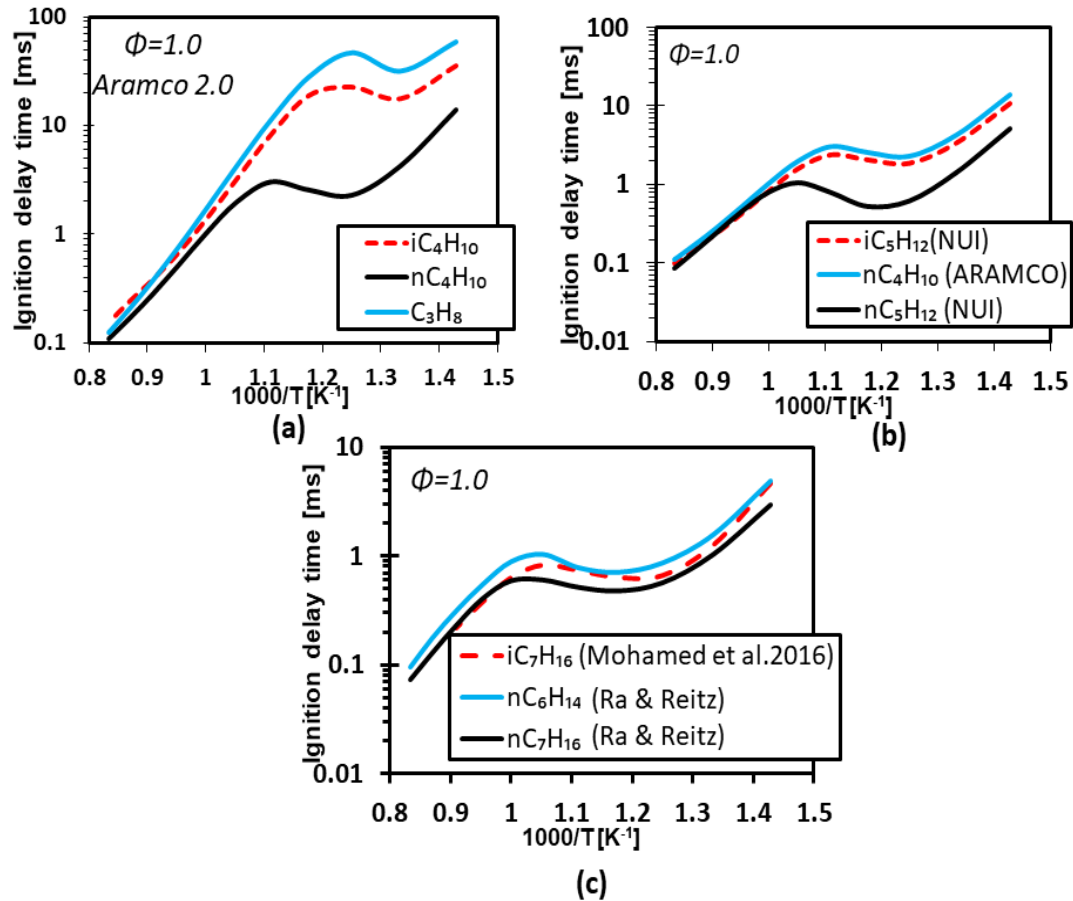 Ignition delay time [ms]
100
10
1
0.1
Φ=1.0
Aramco 2.0
iC₄H₁₀
nC₄H₁₀
C₃H₈
0.8 0.9 1 1.1 1.2 1.3 1.4 1.5
1000/T[K⁻¹]
(a)
Ignition delay time [ms]
100
10
1
0.1
0.01
Φ=1.0
iC₅H₁₂(NUI)
nC₄H₁₀ (ARAMCO)
nC₅H₁₂ (NUI)
0.8 0.9 1 1.1 1.2 1.3 1.4 1.5
1000/T[K⁻¹]
(b)
Ignition delay time [ms]
10
1
0.1
0.01
Φ=1.0
iC₇H₁₆ (Mohamed et al.2016)
nC₆H₁₄ (Ra & Reitz)
nC₇H₁₆ (Ra & Reitz)
0.8 0.9 1 1.1 1.2 1.3 1.4 1.5
1000/T[K⁻¹]
(c)